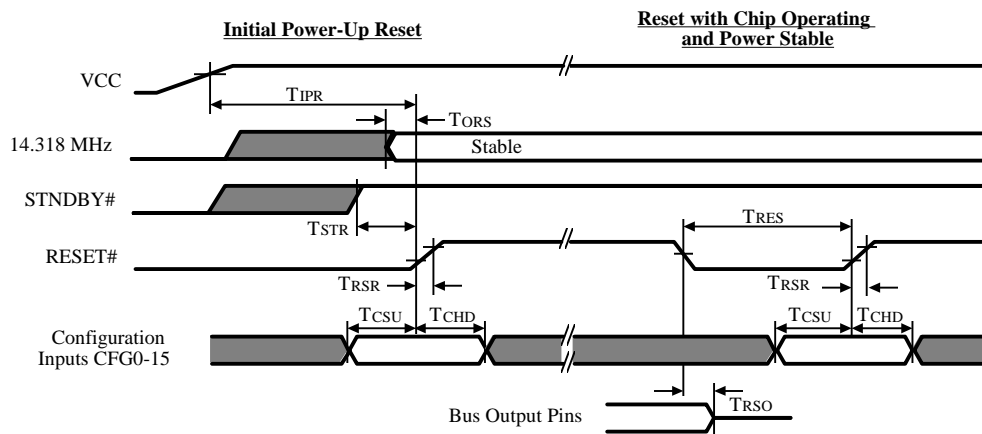 Initial Power-Up Reset
Reset with Chip Operating
and Power Stable
VCC
TIPR
TORS
14.318 MHz
Stable
STNDBY#
TSTR
TRES
RESET#
TRSR
TRSR
TCSU
TCHD
TCSU
TCHD
Configuration
Inputs CFG0-15
TRSO
Bus Output Pins